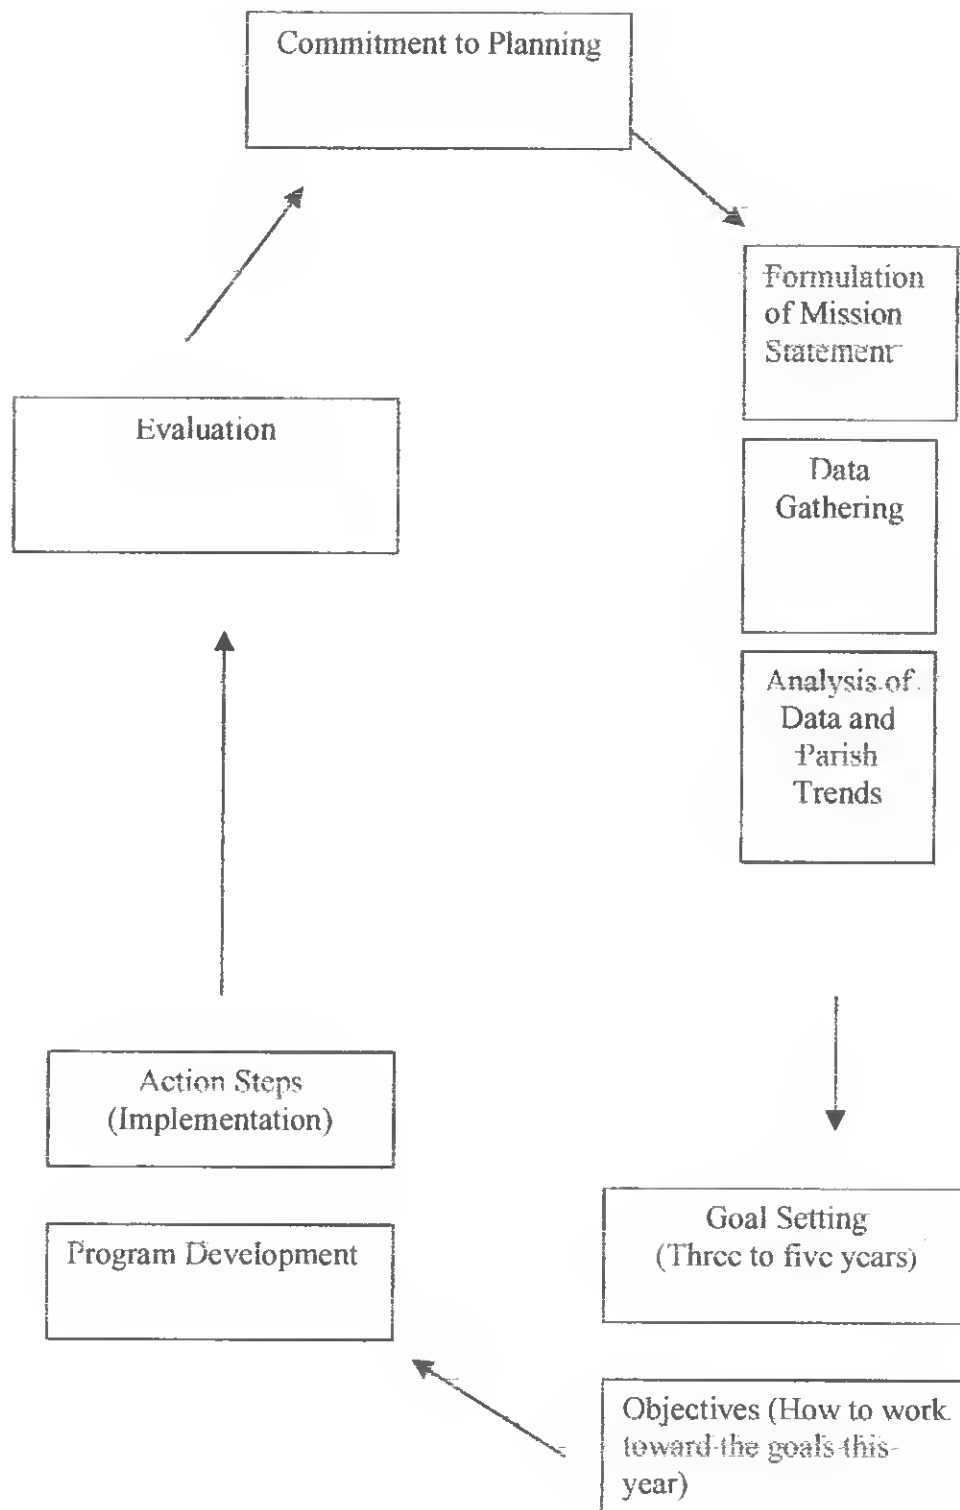 Commitment to Planning
Formulation
of Mission
Statement
Data
Gathering
Analysis of
Data and
Parish
Trends
Goal Setting
(Three to five years)
Objectives (How to work
toward the goals this
year)
Program Development
Action Steps
(Implementation)
Evaluation